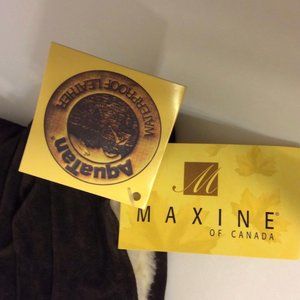 AquaTan
WATERPROOF LEATHER
M
MAXINE®
OF CANADA